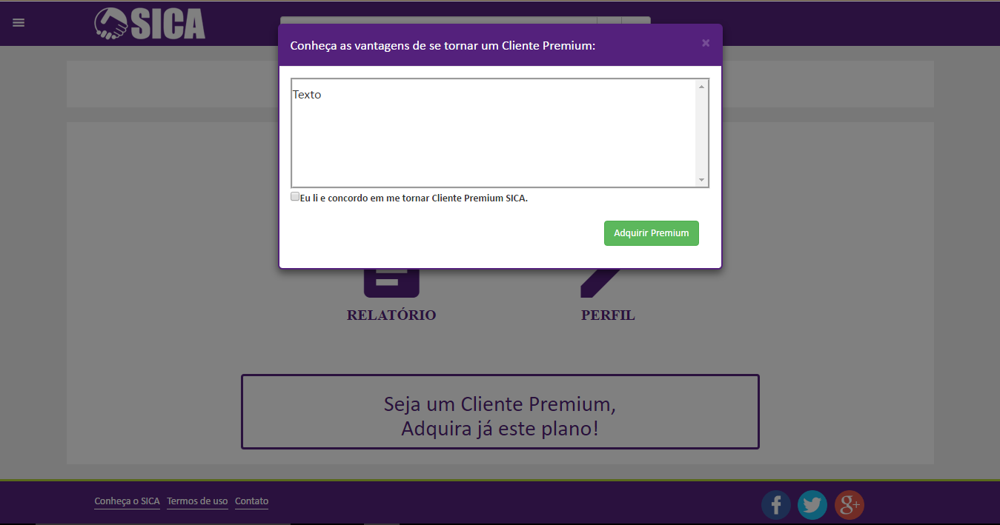 SICA
Conheça as vantagens de se tornar um Cliente Premium:
×
Texto
Eu li e concordo em me tornar Cliente Premium SICA.
Adquirir Premium
RELATÓRIO PERFIL
Seja um Cliente Premium,
Adquira já este plano!
Conheça o SICA Termos de uso Contato
f g+